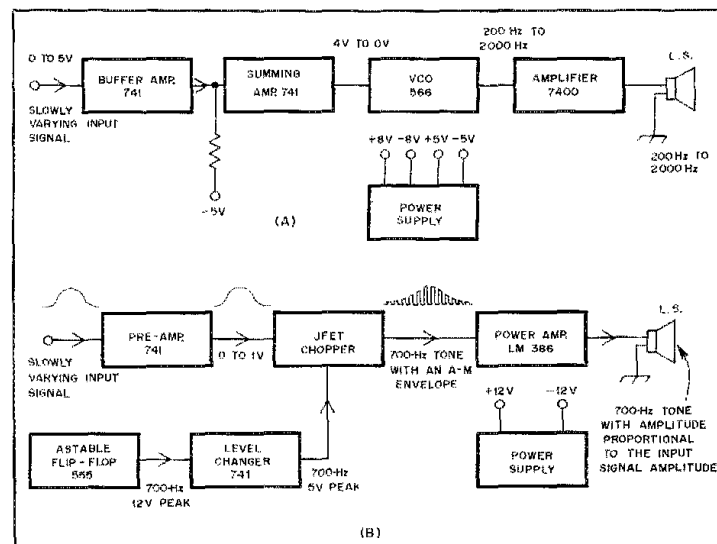 0 TO 5V
SLOWLY
VARYING INPUT
SIGNAL
BUFFER AMP.
741
-5V
SUMMING
AMP. 741
4V TO 0V
VCO
566
200 Hz TO
2000 Hz
AMPLIFIER
7400
L.S.
200 Hz TO
2000 Hz
+8V -8V +5V -5V
POWER
SUPPLY
(A)
SLOWLY
VARYING INPUT
SIGNAL
PRE-AMP.
741
0 TO 1V
JFET
CHOPPER
700-Hz TONE
WITH AN A-M
ENVELOPE
POWER AMP.
LM 386
L.S.
700-Hz TONE
WITH AMPLITUDE
PROPORTIONAL
TO THE INPUT
SIGNAL AMPLITUDE
+12V -12V
POWER
SUPPLY
ASTABLE
FLIP-FLOP
555
700-Hz
12V PEAK
LEVEL
CHANGER
741
700-Hz
5V PEAK
(B)